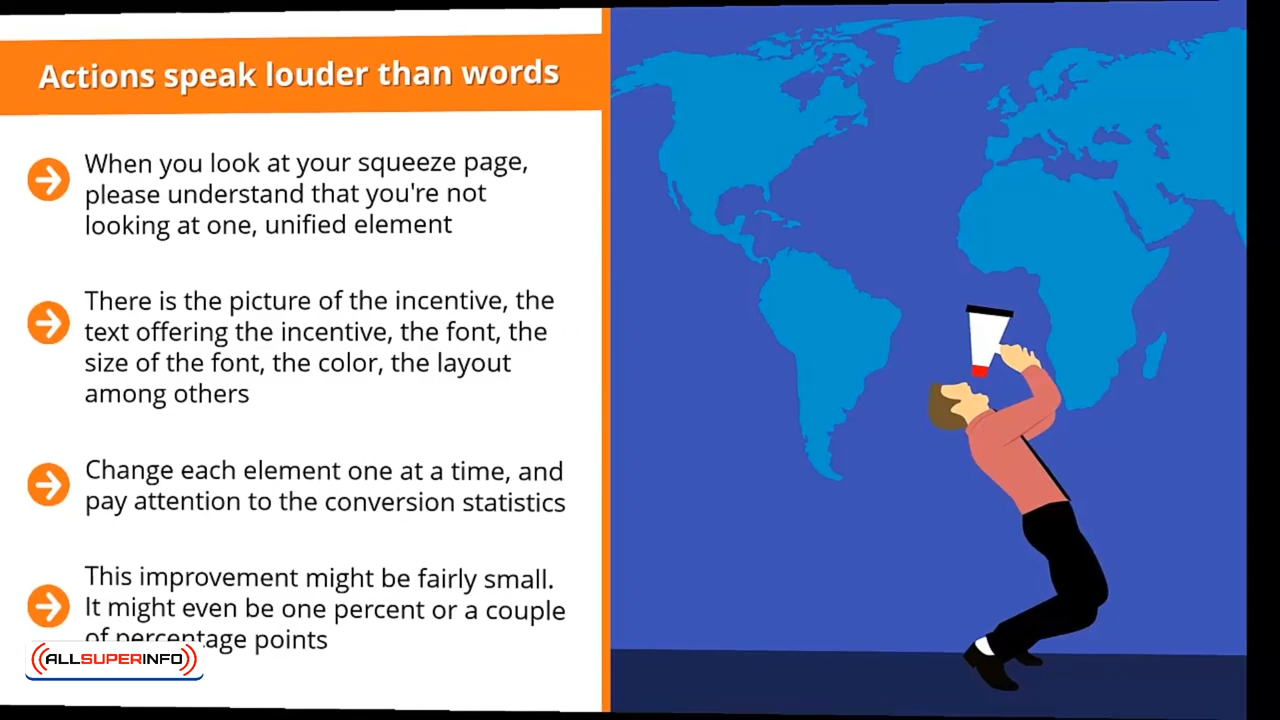 Actions speak louder than words
When you look at your squeeze page,
please understand that you're not
looking at one, unified element
There is the picture of the incentive, the
text offering the incentive, the font, the
size of the font, the color, the layout
among others
Change each element one at a time, and
pay attention to the conversion statistics
This improvement might be fairly small.
It might even be one percent or a couple
of percentage points
ALLSUPERINFO